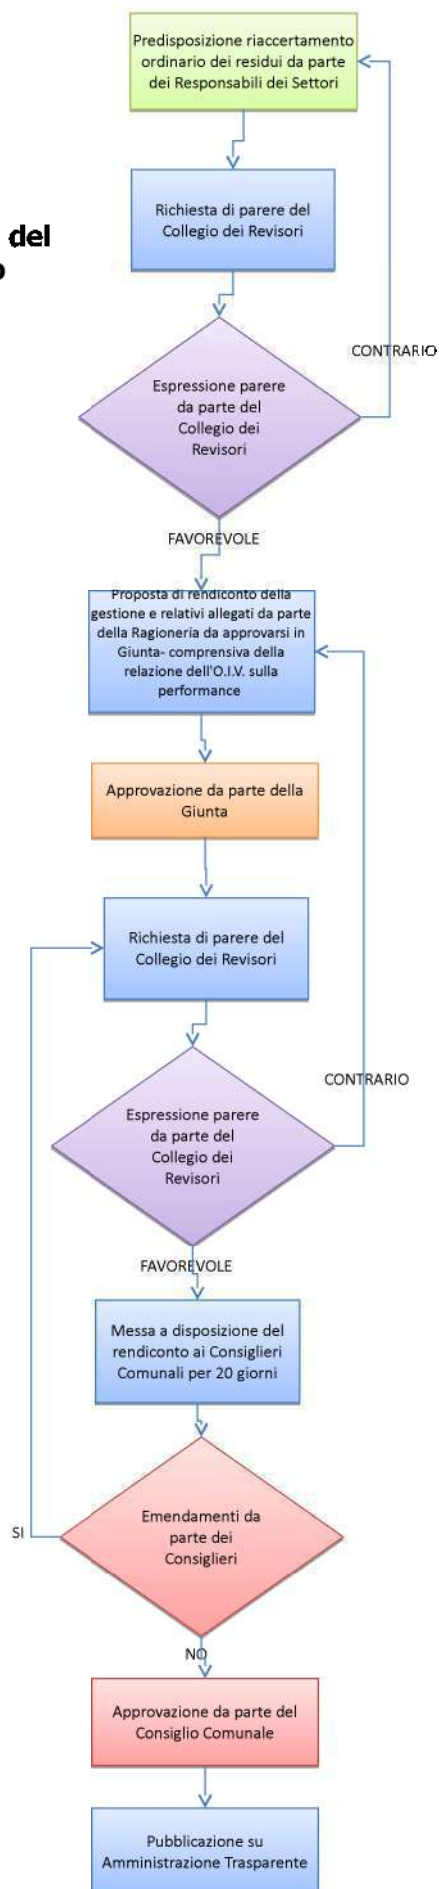 Predisposizione riaccertamento
ordinario dei residui da parte
dei Responsabili dei Settori
Richiesta di parere del
Collegio dei Revisori
del
CONTRARIO
Espressione parere
da parte del
Collegio dei
Revisori
FAVOREVOLE
Proposta di rendiconto della
gestione e relativi allegati da parte
della Ragioneria da approvarsi in
Giunta- comprensiva della
relazione dell'O.I.V. sulla
performance
Approvazione da parte della
Giunta
Richiesta di parere del
Collegio dei Revisori
CONTRARIO
Espressione parere
da parte del
Collegio dei
Revisori
FAVOREVOLE
Messa a disposizione del
rendiconto ai Consiglieri
Comunali per 20 giorni
Emendamenti da
parte dei
Consiglieri
SI
NO
Approvazione da parte del
Consiglio Comunale
Pubblicazione su
Amministrazione Trasparente